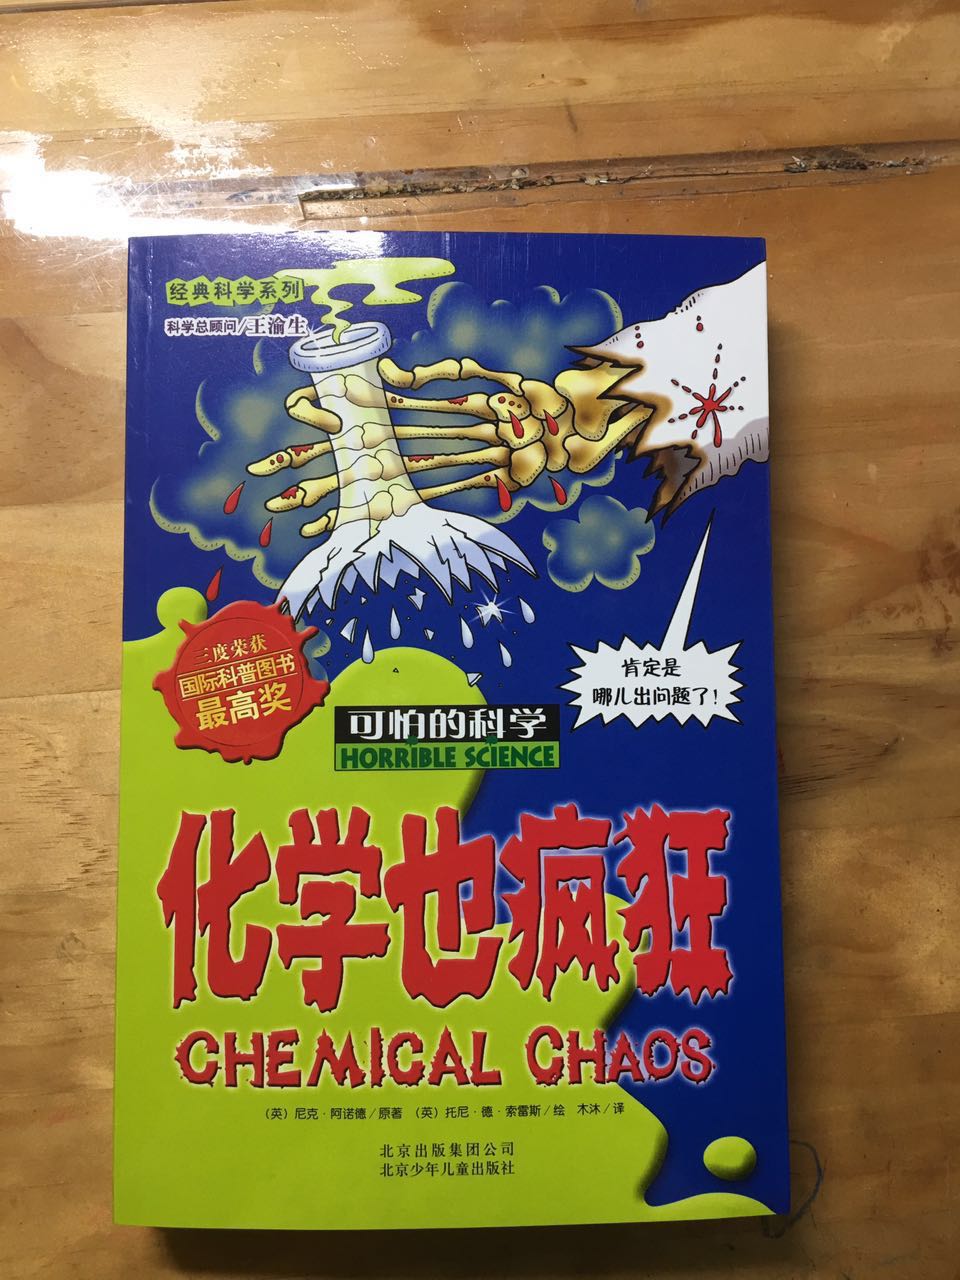 经典科学系列
科学总顾问/王渝生
三度荣获
国际科普图书
最高奖
肯定是
哪儿出问题了!
可怕的科学
HORRIBLE SCIENCE
化学也疯狂
CHEMICAL CHAOS
(英)尼克·阿诺德/原著 (英)托尼·德·索雷斯/绘 木沐/译
北京出版集团公司
北京少年儿童出版社